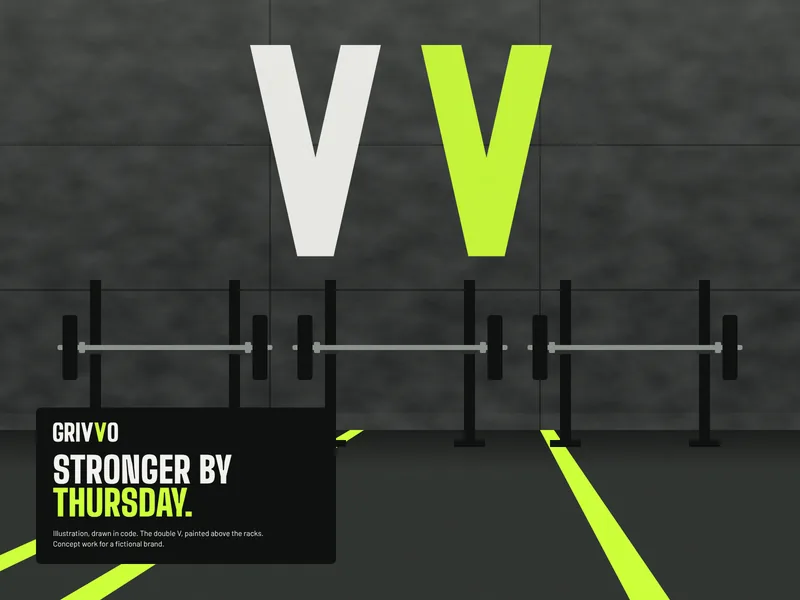 VV
GRIVVO
STRONGER BY
THURSDAY.
Illustration, drawn in code. The double V, painted above the racks.
Concept work for a fictional brand.